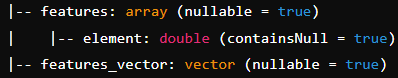 |-- features: array (nullable = true)
|    |-- element: double (containsNull = true)
|-- features_vector: vector (nullable = true)